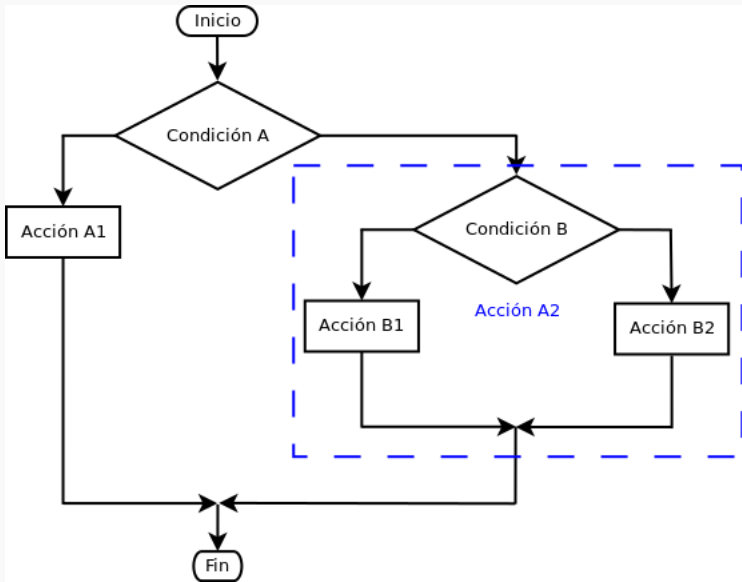 Inicio
Condición A
Acción A1
Condición B
Acción B1
Acción A2
Acción B2
Fin